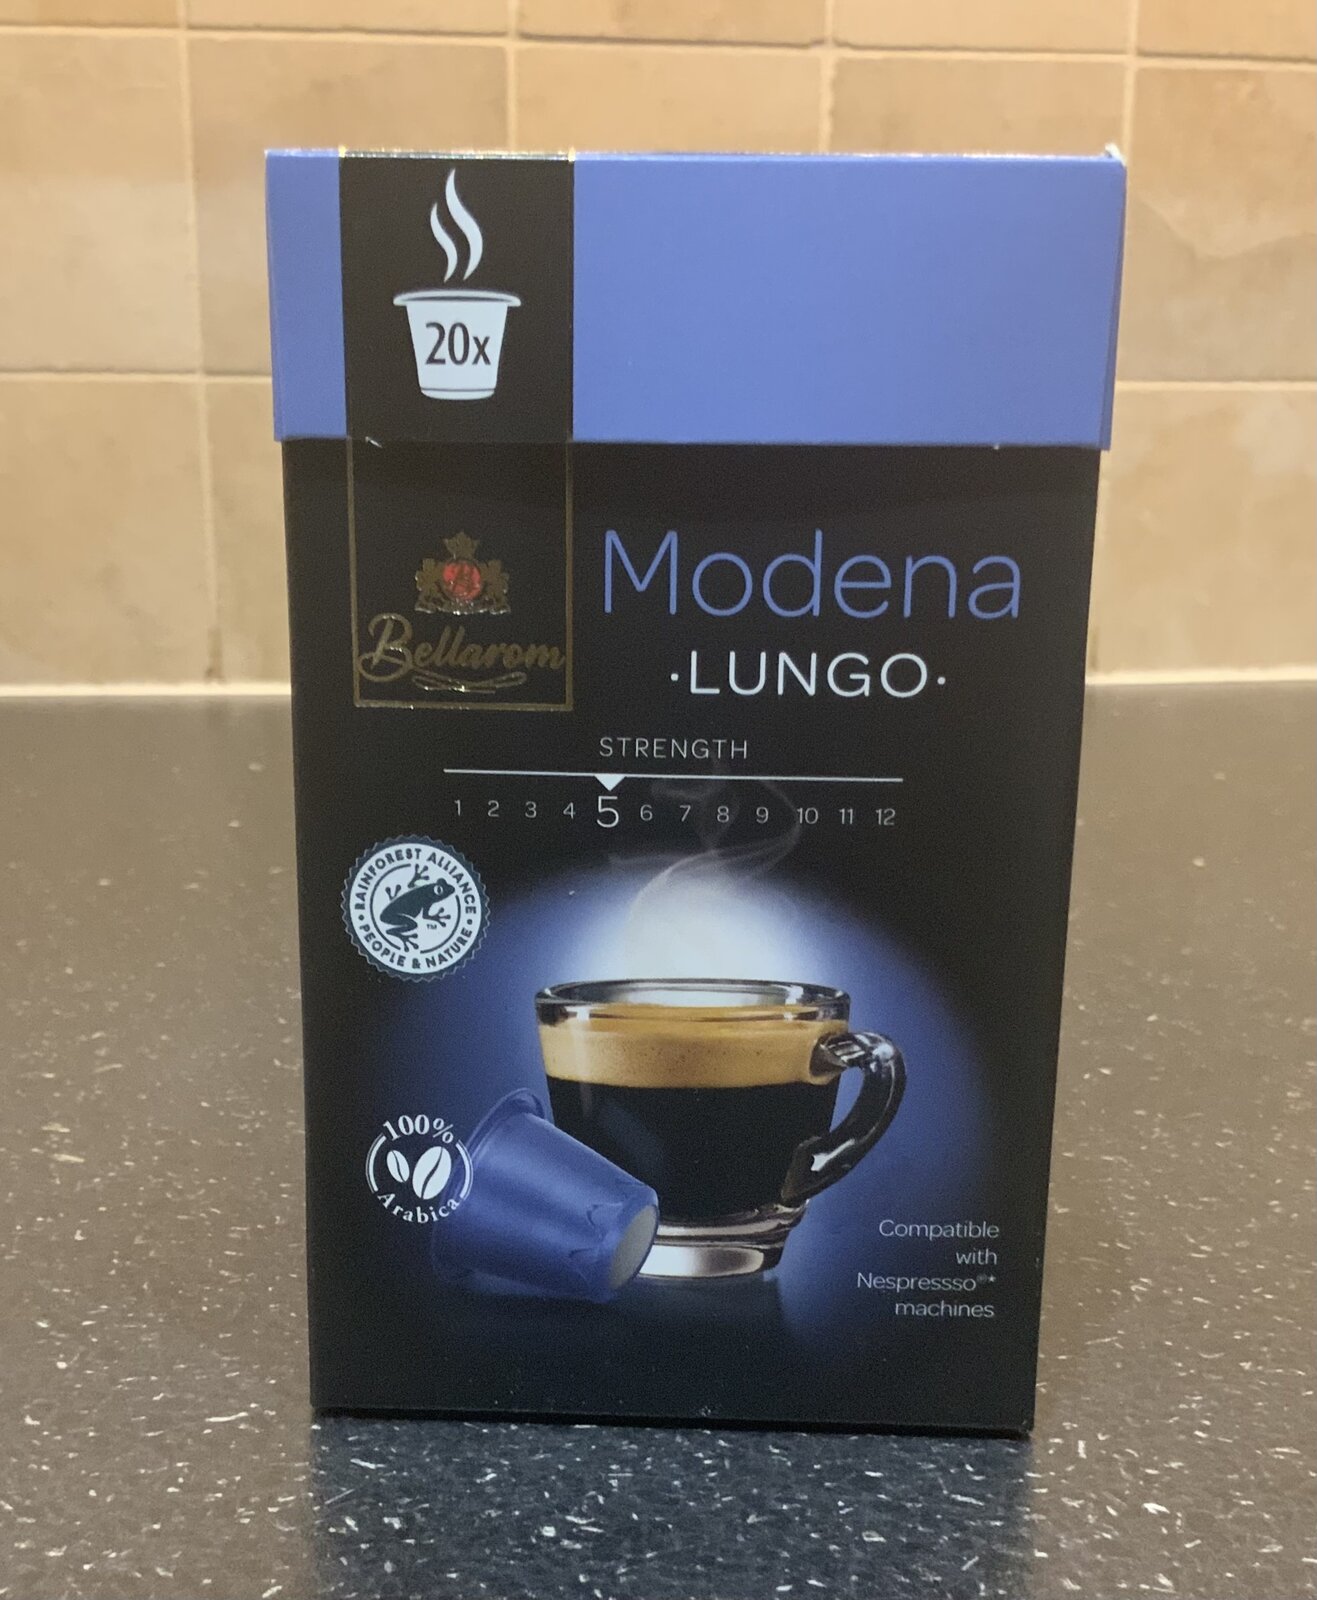 20x
Bellarom
Modena
·LUNGO·
STRENGTH
1 2 3 4 5 6 7 8 9 10 11 12
RAINFOREST ALLIANCE
PEOPLE & NATURE
TM
100%
Arabica
Compatible
with
Nespressso®*
machines